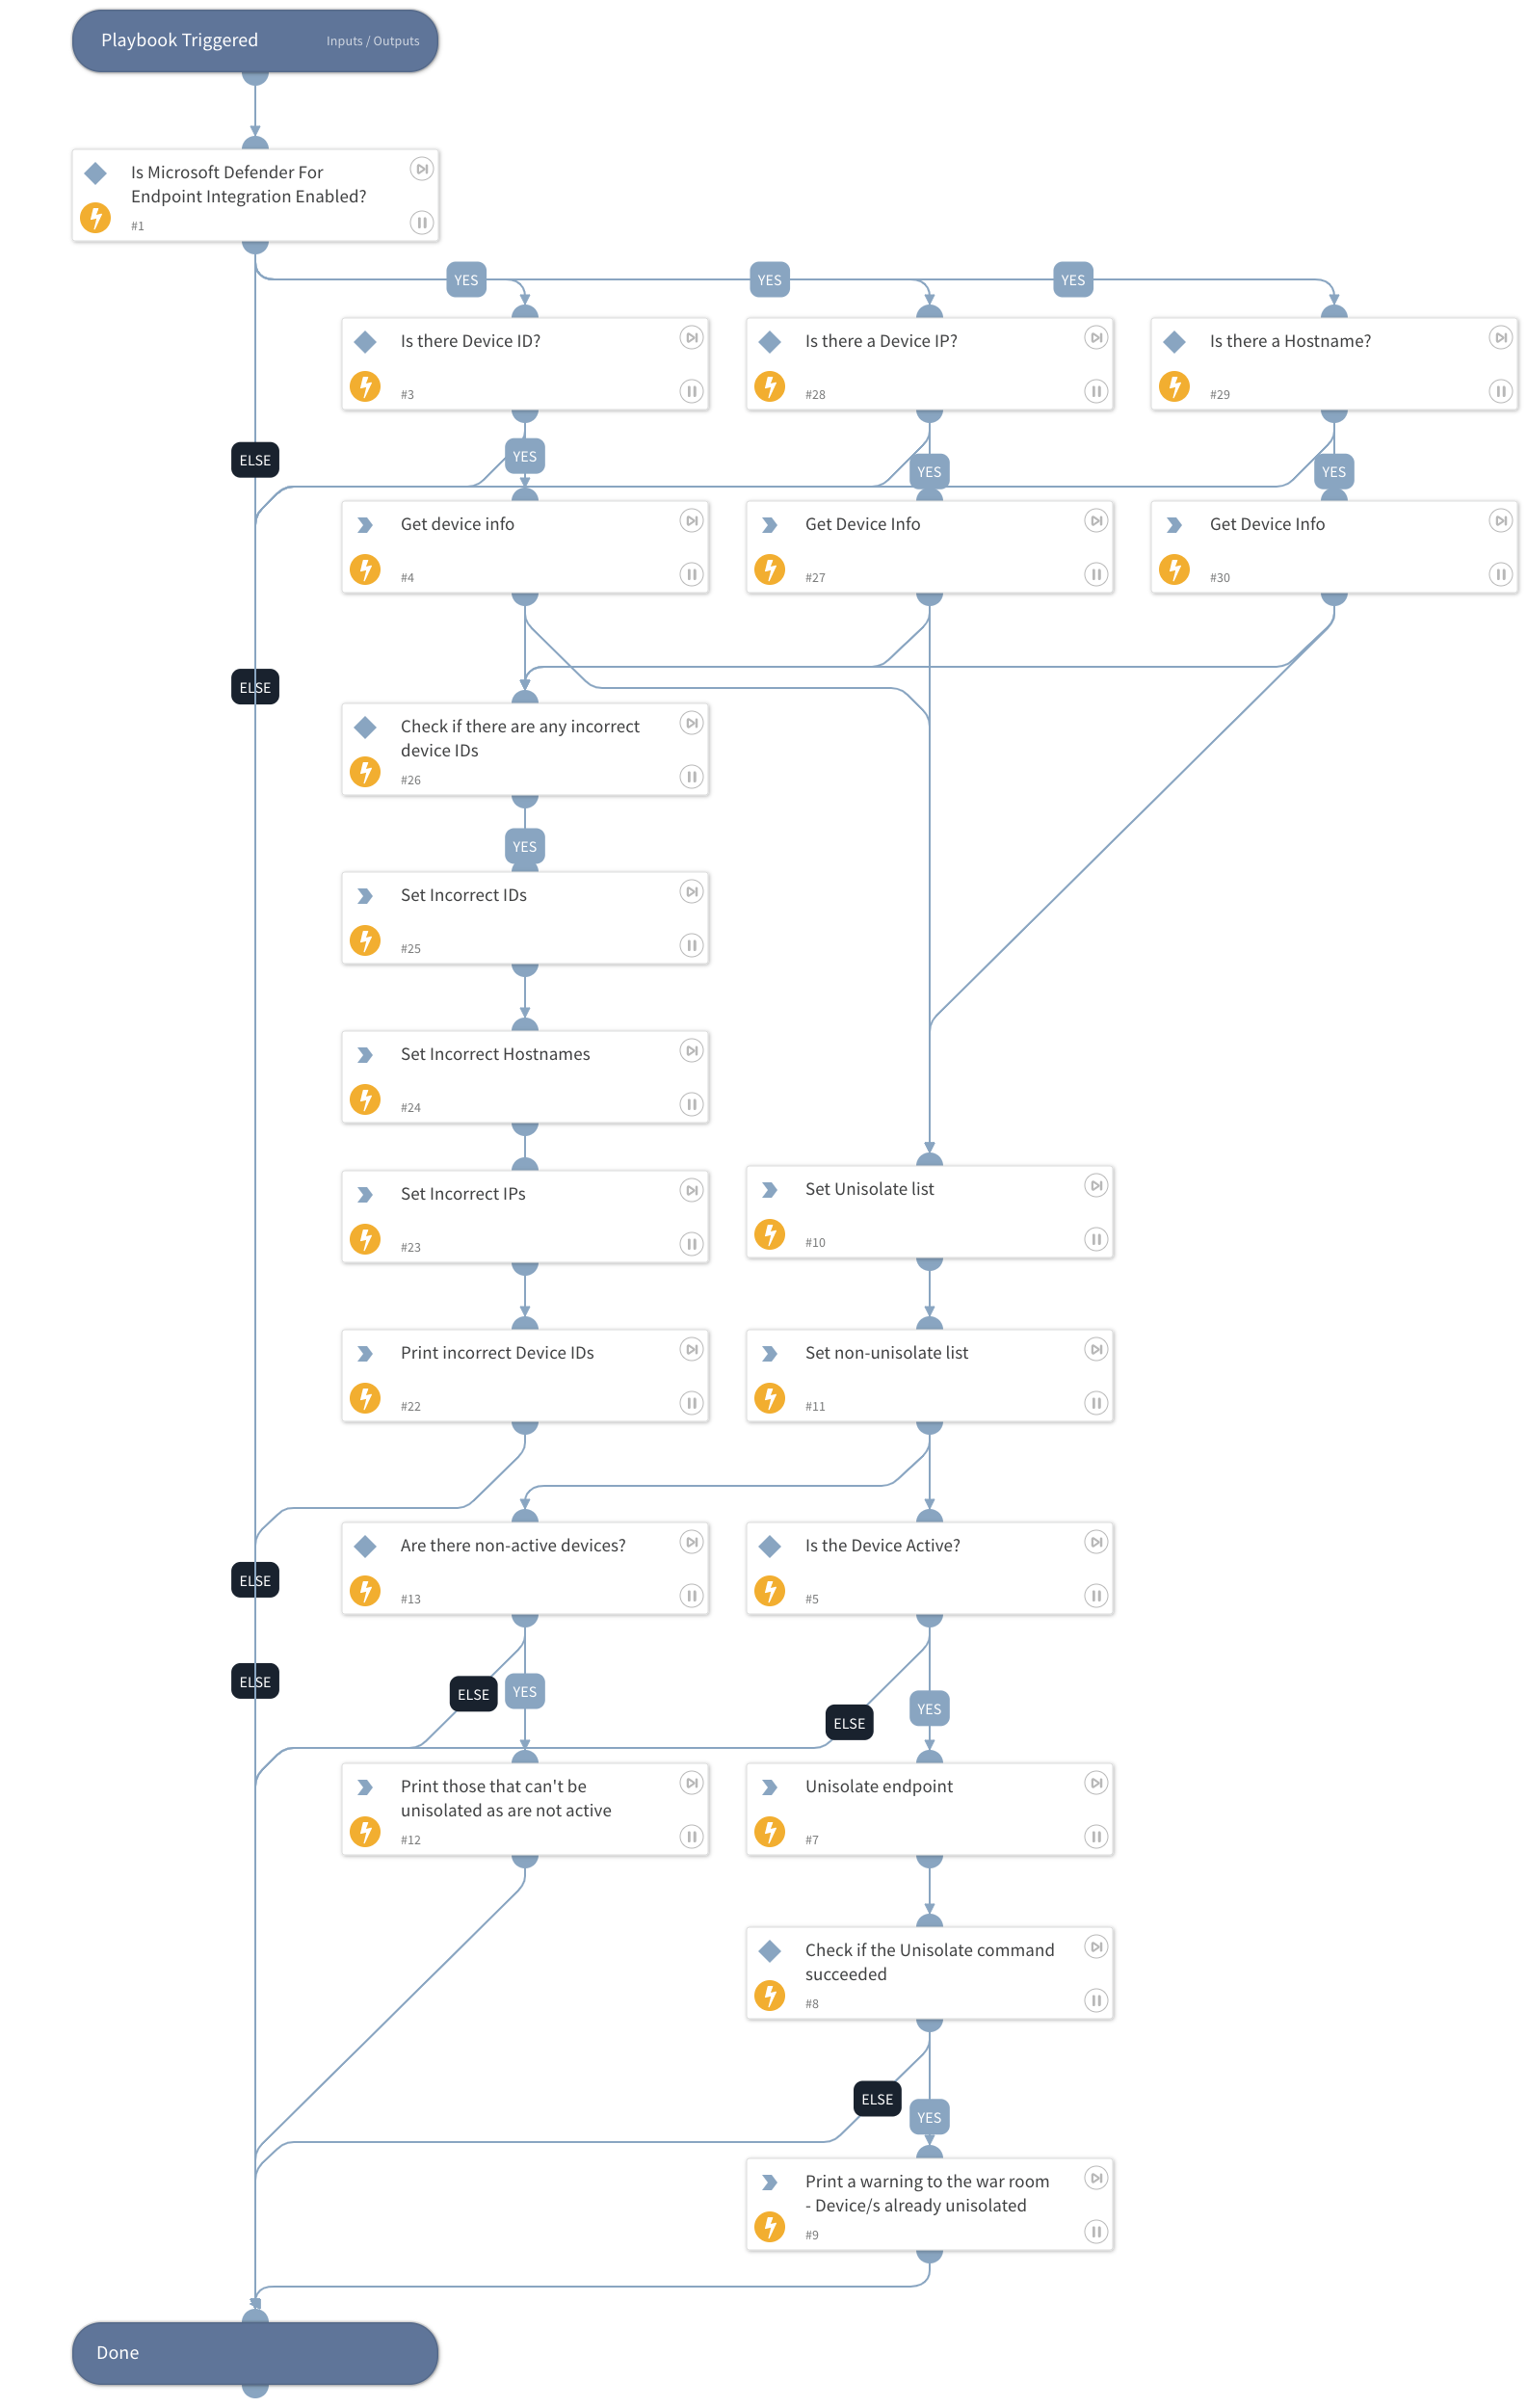 Playbook Triggered
Inputs / Outputs
Is Microsoft Defender For
Endpoint Integration Enabled?
#1
YES
YES
YES
Is there Device ID?
#3
Is there a Device IP?
#28
Is there a Hostname?
#29
ELSE
YES
YES
YES
Get device info
#4
Get Device Info
#27
Get Device Info
#30
ELSE
Check if there are any incorrect
device IDs
#26
YES
Set Incorrect IDs
#25
Set Incorrect Hostnames
#24
Set Incorrect IPs
#23
Set Unisolate list
#10
Print incorrect Device IDs
#22
Set non-unisolate list
#11
Are there non-active devices?
#13
Is the Device Active?
#5
ELSE
ELSE
ELSE
YES
ELSE
YES
Print those that can't be
unisolated as are not active
#12
Unisolate endpoint
#7
Check if the Unisolate command
succeeded
#8
ELSE
YES
Print a warning to the war room
- Device/s already unisolated
#9
Done